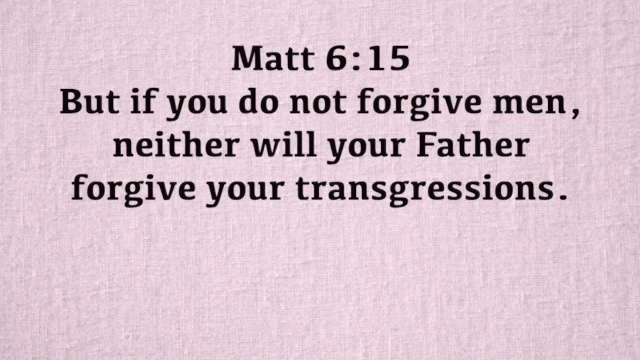 Matt 6:15
But if you do not forgive men,
neither will your Father
forgive your transgressions.